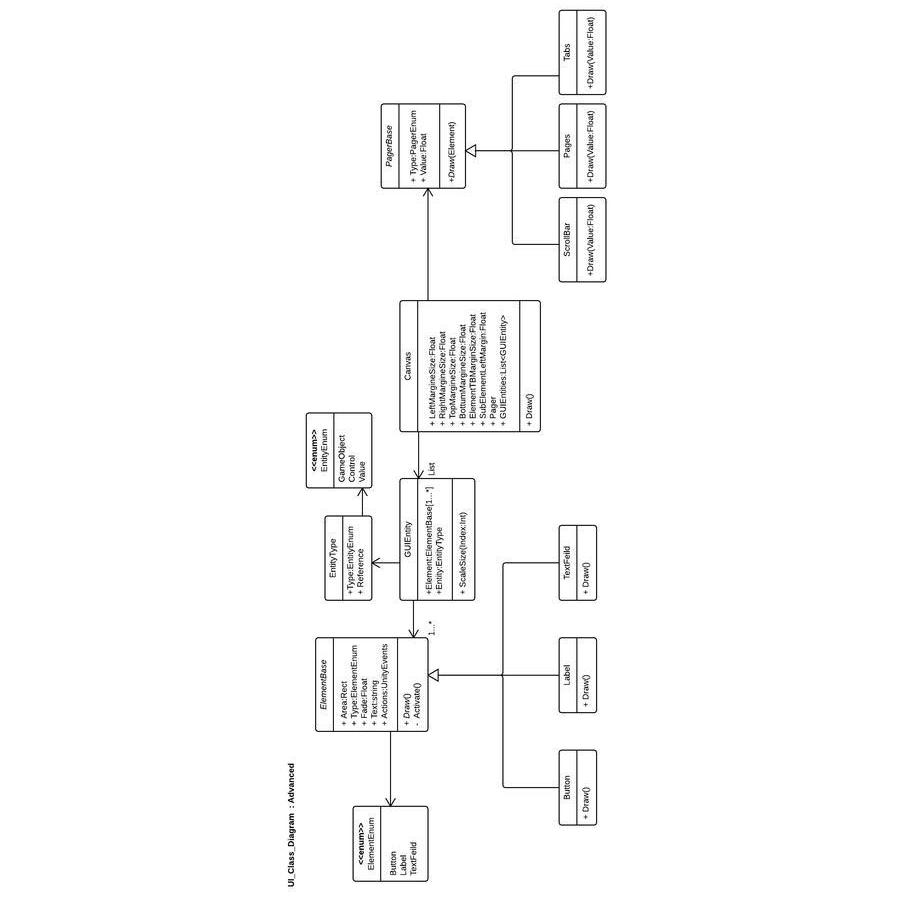 UI_Class_Diagram : Advanced
<<enum>>
ElementEnum
Button
Label
TextFeild
ElementBase
+ Area:Rect
+ Type:ElementEnum
+ Fade:Float
+ Text:string
+ Actions:UnityEvents
+ Draw()
- Activate()
1...*
EntityType
+Type:EntityEnum
+ Reference
<<enum>>
EntityEnum
GameObject
Control
Value
GUIEntity
+Element:ElementBase[1...*]
+Entity:EntityType
+ ScaleSize(Index:Int)
List
Canvas
+ LeftMargineSize:Float
+ RightMargineSize:Float
+ TopMargineSize:Float
+ BottumMargineSize:Float
+ ElementTBMarginSize:Float
+ SubElementLeftMargin:Float
+ Pager
+ GUIEntities:List<GUIEntity>
+ Draw()
PagerBase
+ Type:PagerEnum
+ Value:Float
+Draw(Element)
Button
+ Draw()
Label
+ Draw()
TextFeild
+ Draw()
ScrollBar
+Draw(Value:Float)
Pages
+Draw(Value:Float)
Tabs
+Draw(Value:Float)